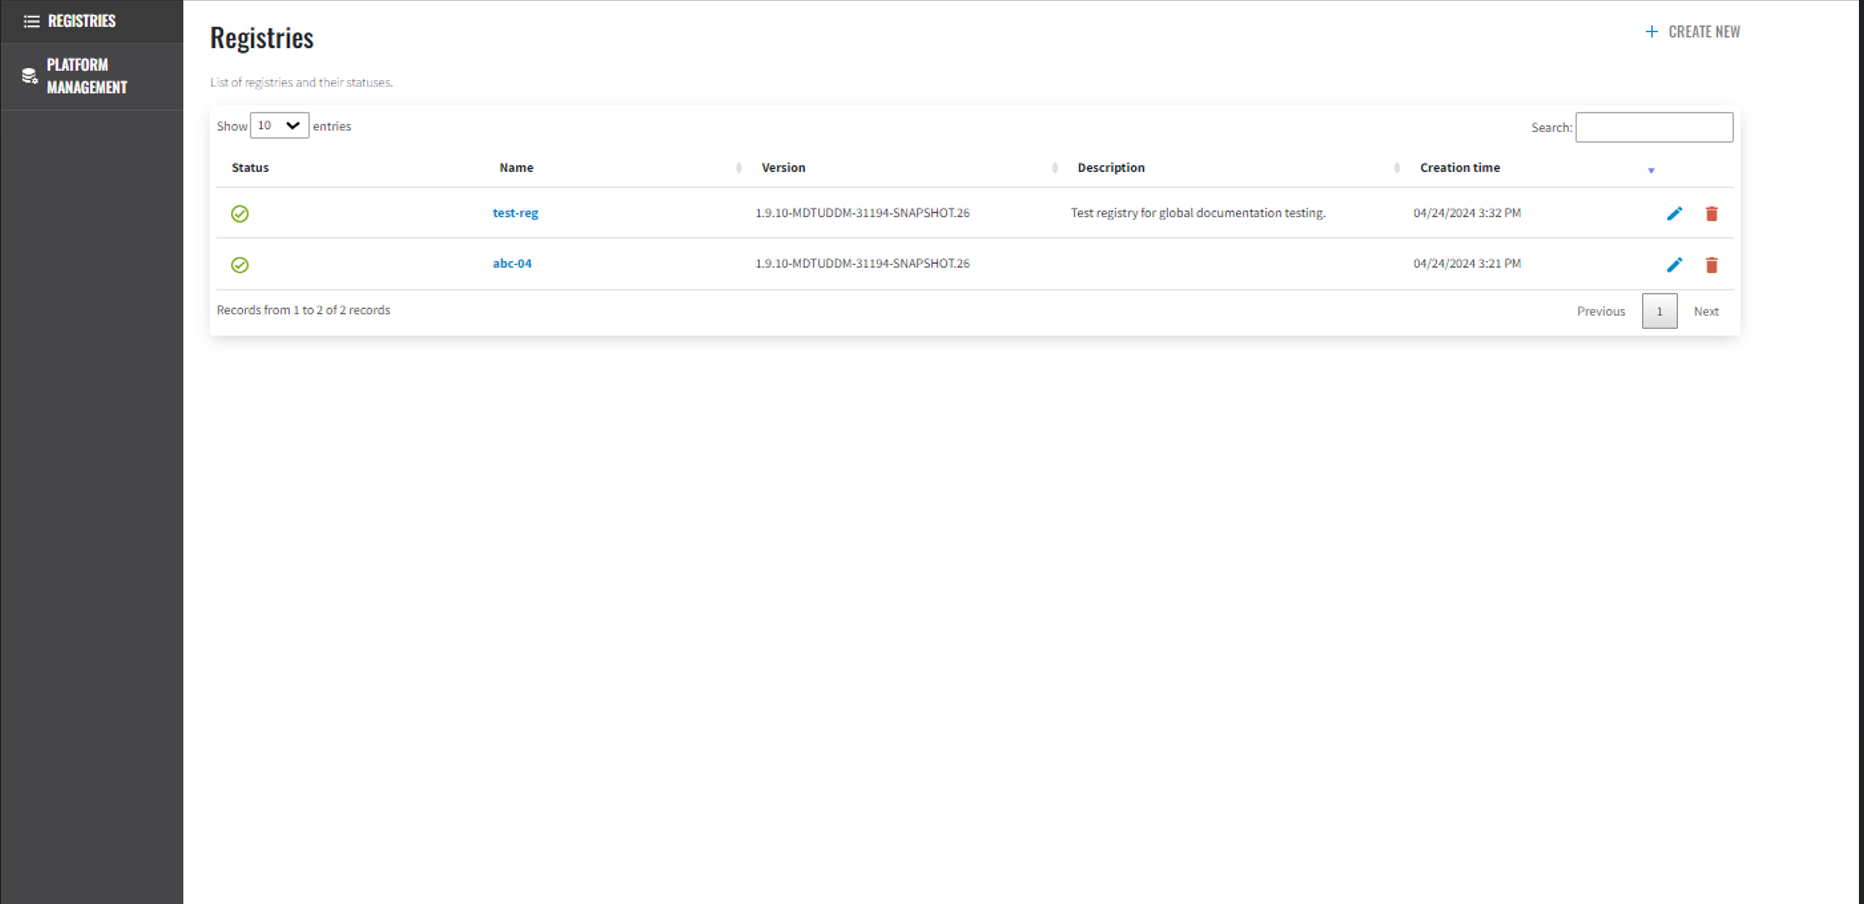 REGISTRIES
PLATFORM
MANAGEMENT
Registries
CREATE NEW
List of registries and their statuses.
Show 10 entries
Search:
Status Name Version Description Creation time
test-reg 1.9.10-MDTUDDM-31194-SNAPSHOT.26 Test registry for global documentation testing. 04/24/2024 3:32 PM
abc-04 1.9.10-MDTUDDM-31194-SNAPSHOT.26 04/24/2024 3:21 PM
Records from 1 to 2 of 2 records
Previous 1 Next